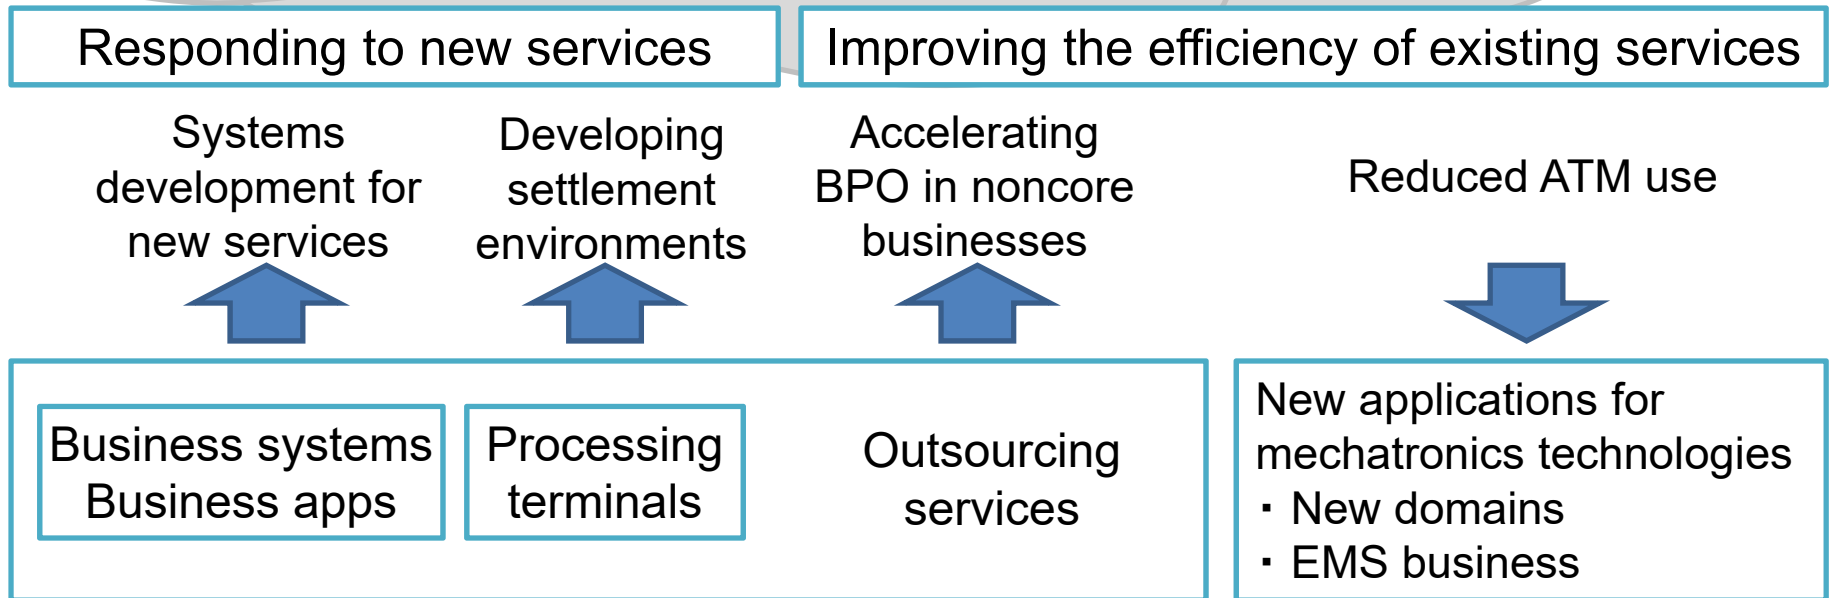 Responding to new services
Improving the efficiency of existing services
Systems
development for
new services
Developing
settlement
environments
Accelerating
BPO in noncore
businesses
Reduced ATM use
Business systems
Business apps
Processing
terminals
Outsourcing
services
New applications for
mechatronics technologies
・New domains
・EMS business